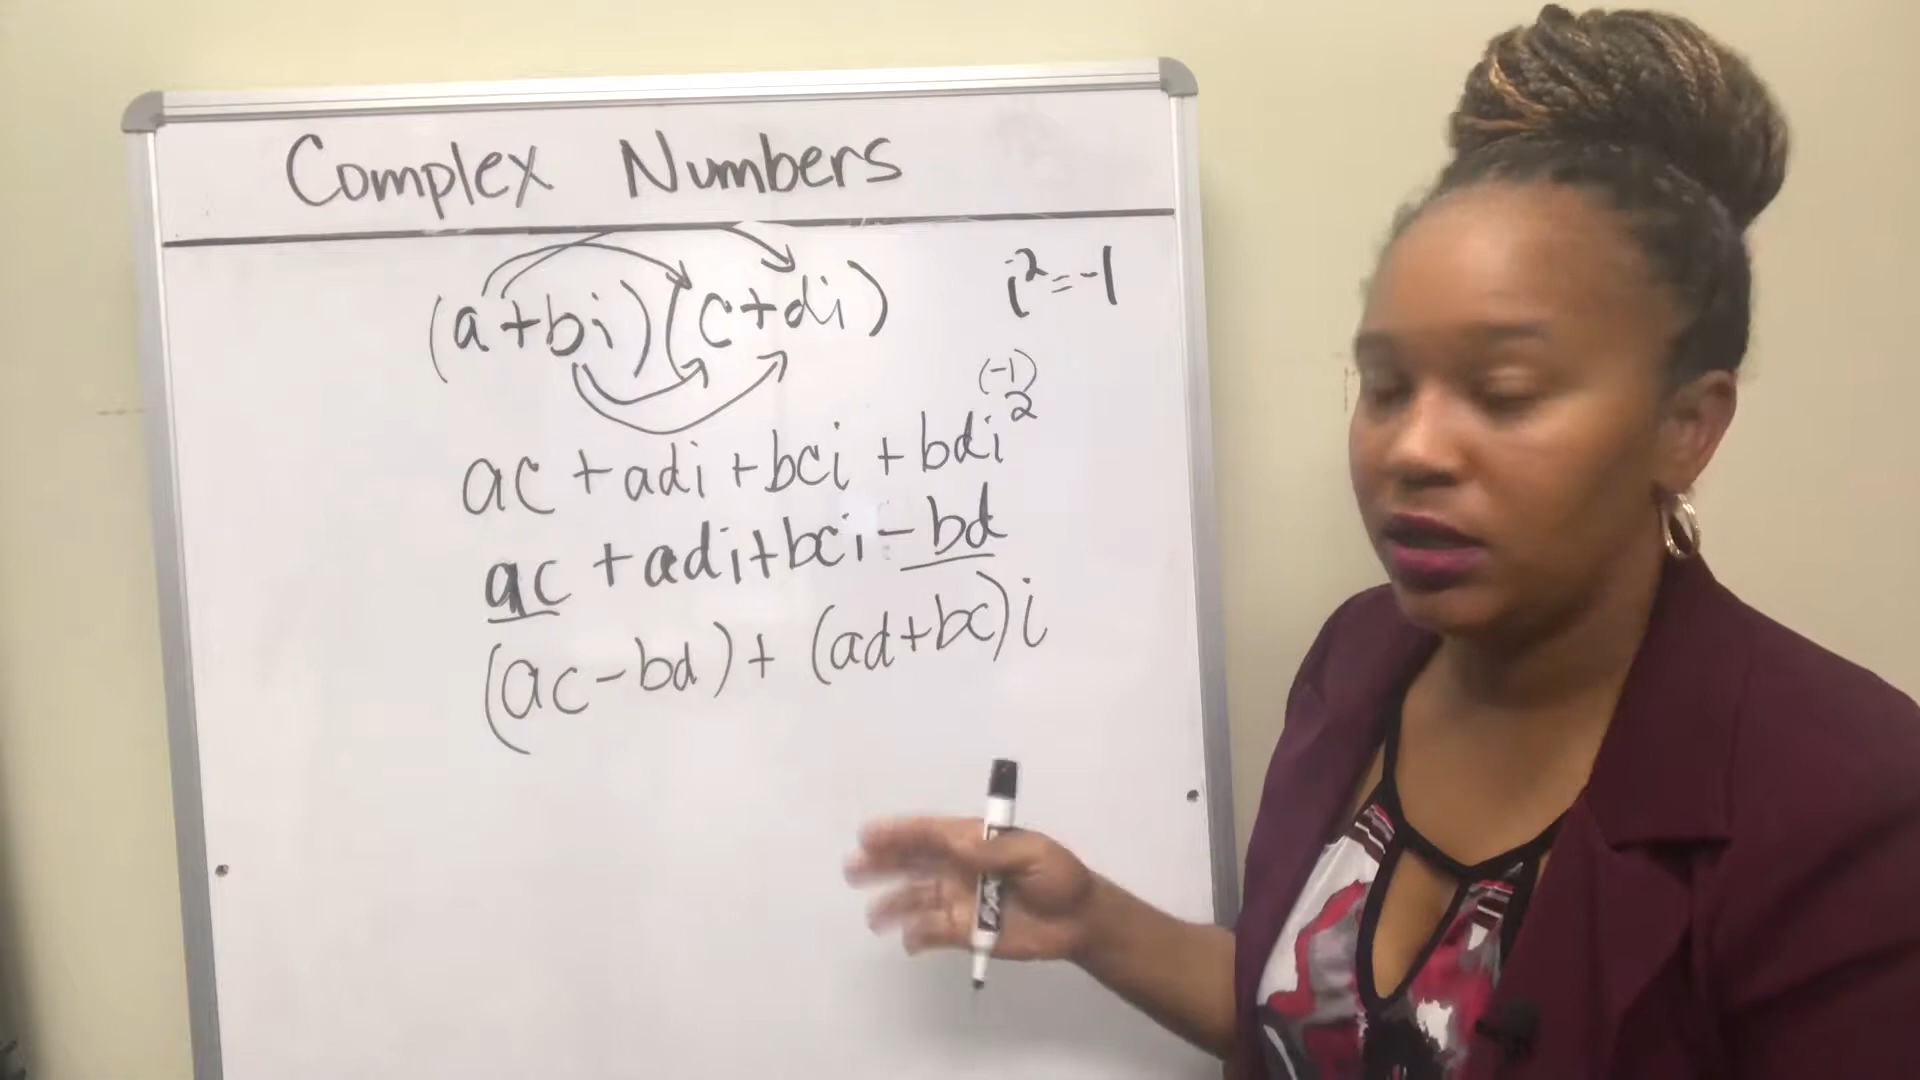 Complex Numbers
(a+bi)(c+di)
i²=-1
(-1)
ac +adi +bci +bdi²
ac +adi+bci -bd
(ac-bd) + (ad+bc)i